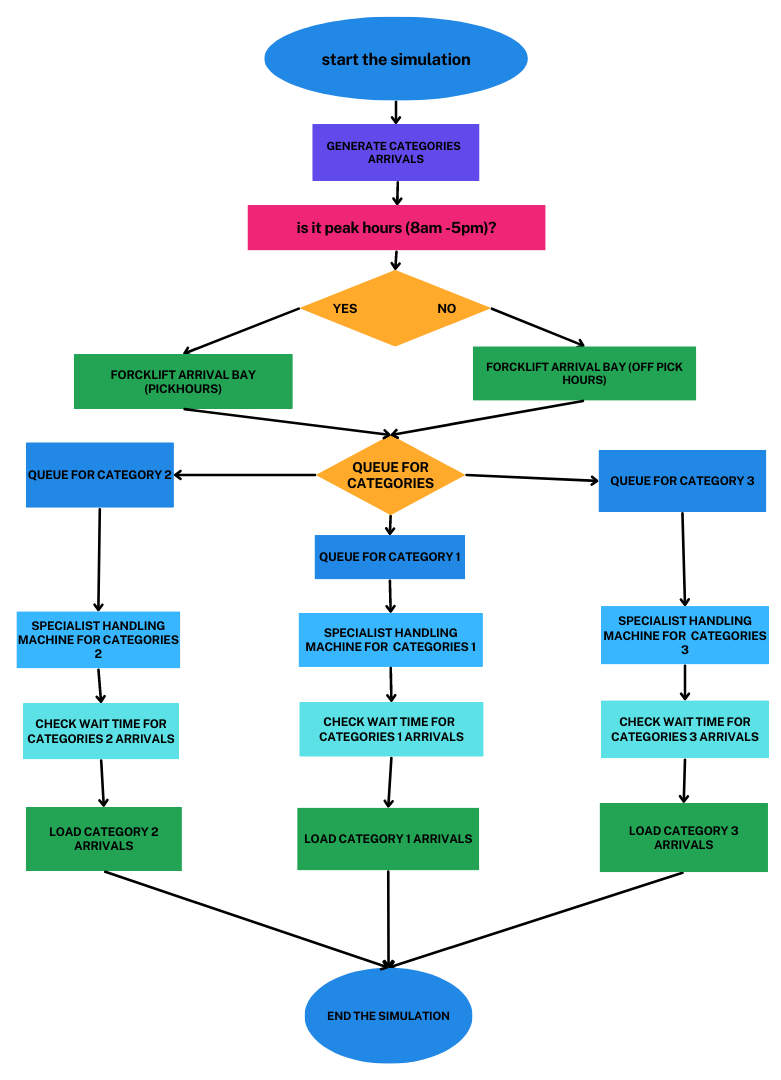 start the simulation
GENERATE CATEGORIES
ARRIVALS
is it peak hours (8am -5pm)?
YES
NO
FORCKLIFT ARRIVAL BAY
(PICKHOURS)
FORCKLIFT ARRIVAL BAY (OFF PICK
HOURS)
QUEUE FOR CATEGORY 2
QUEUE FOR
CATEGORIES
QUEUE FOR CATEGORY 3
QUEUE FOR CATEGORY 1
SPECIALIST HANDLING
MACHINE FOR CATEGORIES
2
SPECIALIST HANDLING
MACHINE FOR CATEGORIES 1
SPECIALIST HANDLING
MACHINE FOR CATEGORIES
3
CHECK WAIT TIME FOR
CATEGORIES 2 ARRIVALS
CHECK WAIT TIME FOR
CATEGORIES 1 ARRIVALS
CHECK WAIT TIME FOR
CATEGORIES 3 ARRIVALS
LOAD CATEGORY 2
ARRIVALS
LOAD CATEGORY 1 ARRIVALS
LOAD CATEGORY 3
ARRIVALS
END THE SIMULATION